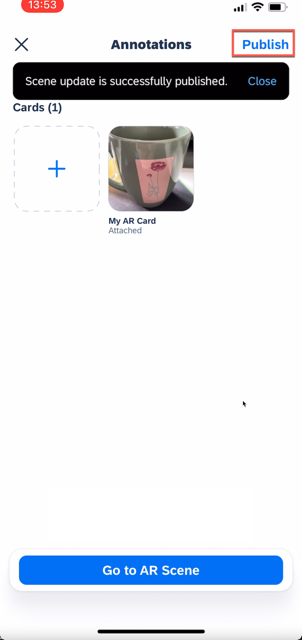 13:53
Annotations
Publish
Scene update is successfully published.
Close
Cards (1)
My AR Card
Attached
Go to AR Scene